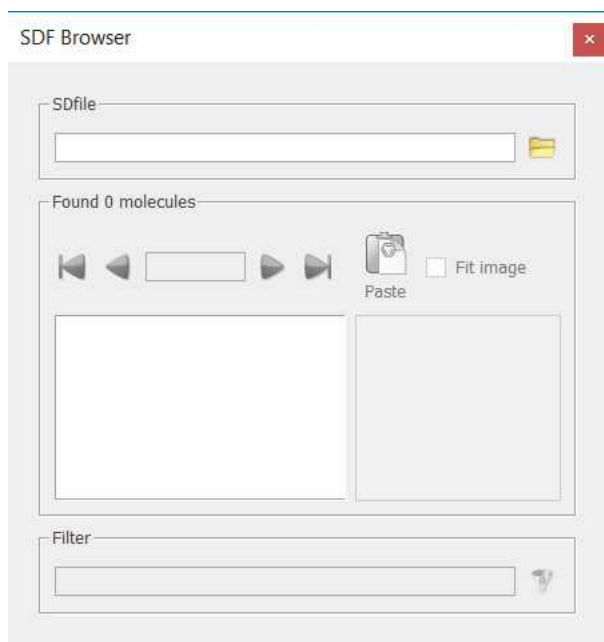 SDF Browser
SDfile
Found 0 molecules
Fit image
Paste
Filter